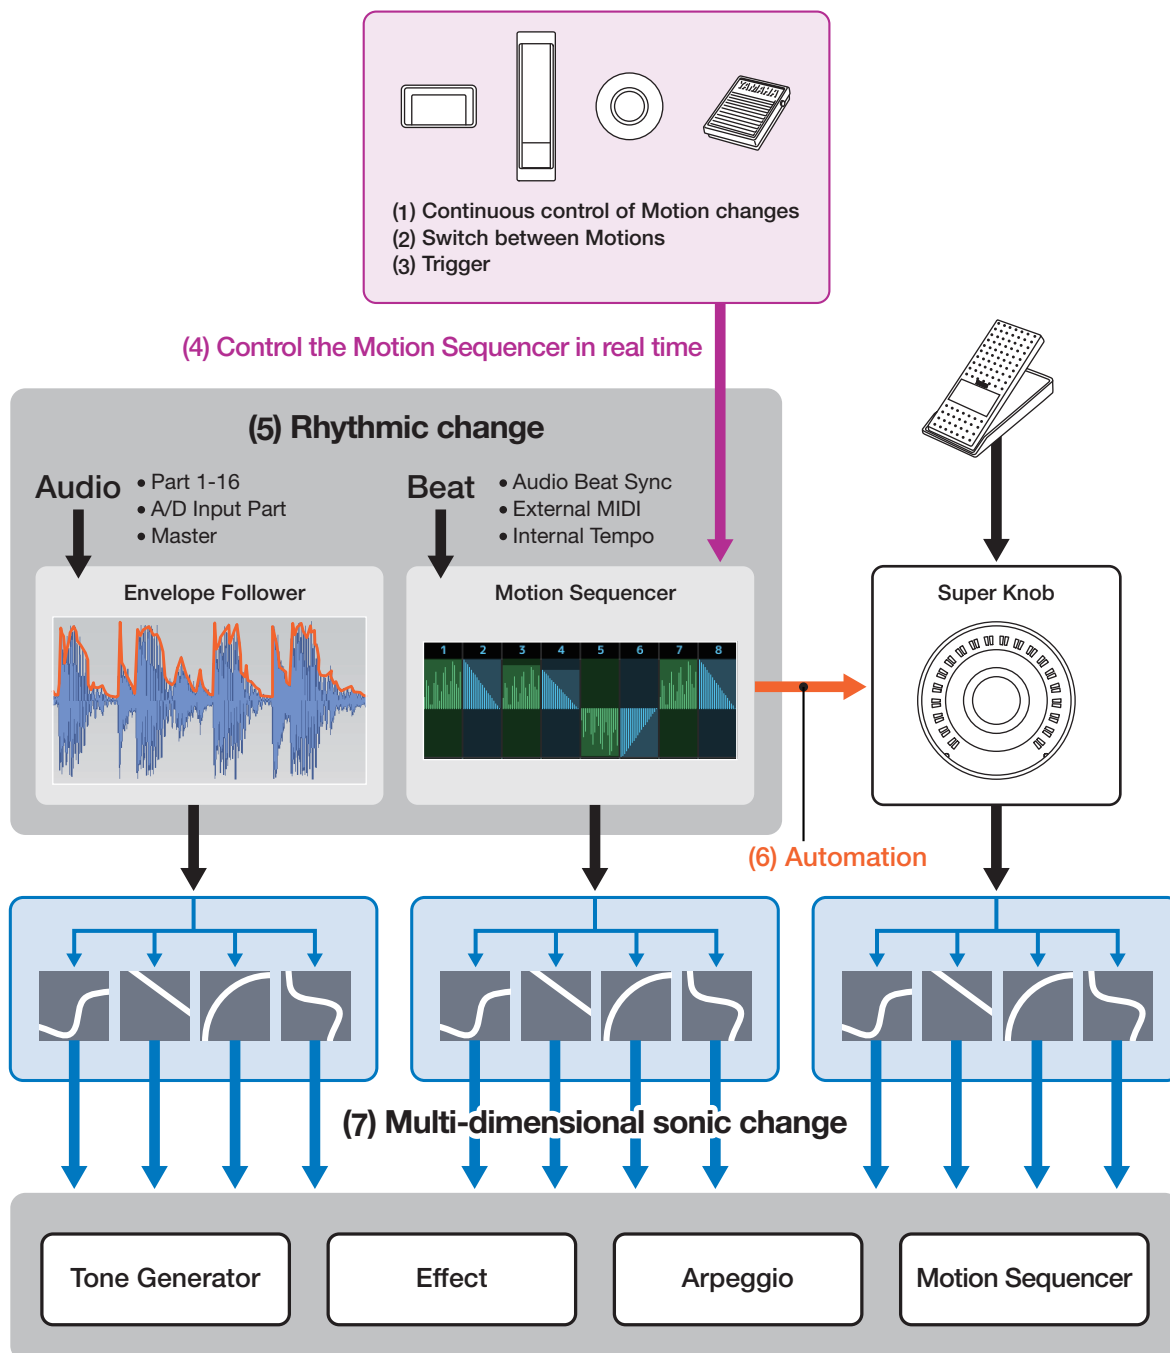 YAMAHA
(1) Continuous control of Motion changes
(2) Switch between Motions
(3) Trigger
(4) Control the Motion Sequencer in real time
(5) Rhythmic change
Audio
• Part 1-16
• A/D Input Part
• Master
Beat
• Audio Beat Sync
• External MIDI
• Internal Tempo
Envelope Follower
Motion Sequencer
1 2 3 4 5 6 7 8
Super Knob
(6) Automation
(7) Multi-dimensional sonic change
Tone Generator
Effect
Arpeggio
Motion Sequencer